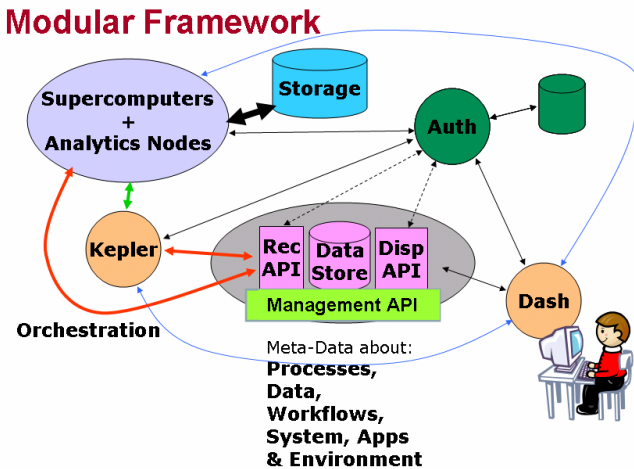 Modular Framework
Supercomputers
+
Analytics Nodes
Storage
Auth
Kepler
Rec
API
Data
Store
Disp
API
Management API
Dash
Orchestration
Meta-Data about:
Processes,
Data,
Workflows,
System, Apps
& Environment